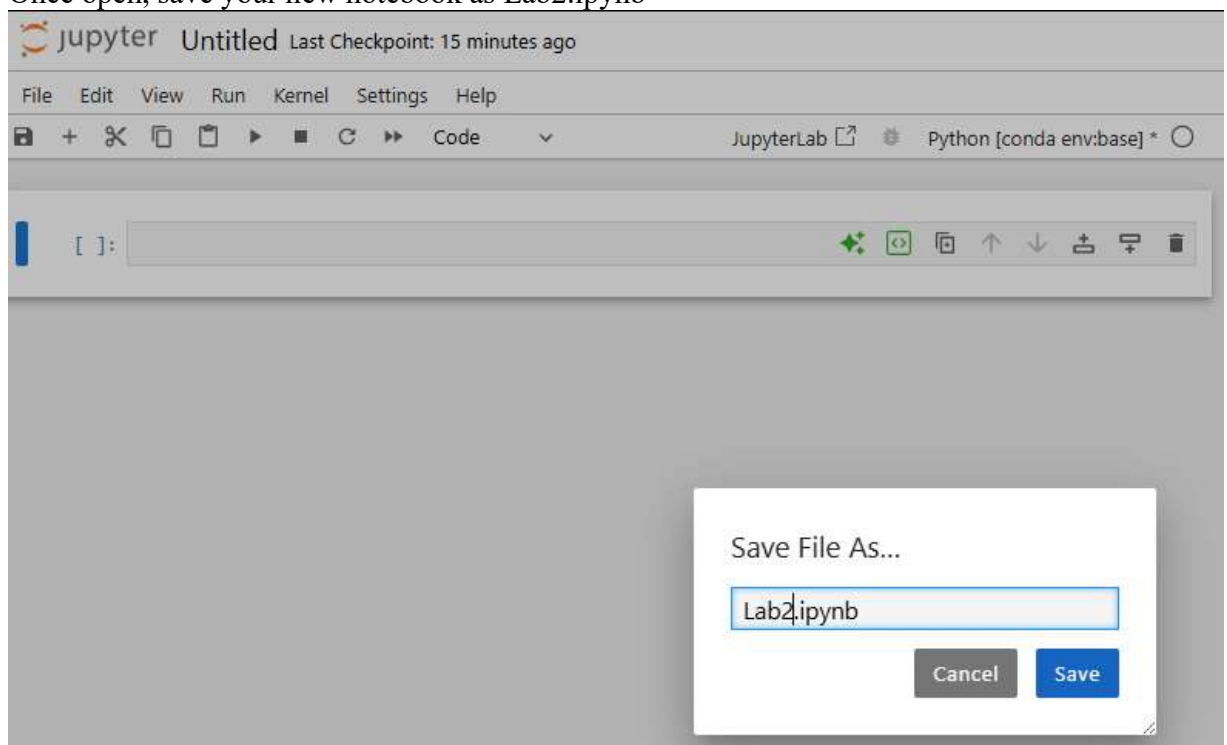 Once open, save your new notebook as Lab2.ipynb
jupyter Untitled Last Checkpoint: 15 minutes ago
File Edit View Run Kernel Settings Help
Code JupyterLab Python [conda env:base] *
[ ]:
Save File As...
Lab2.ipynb
Cancel Save